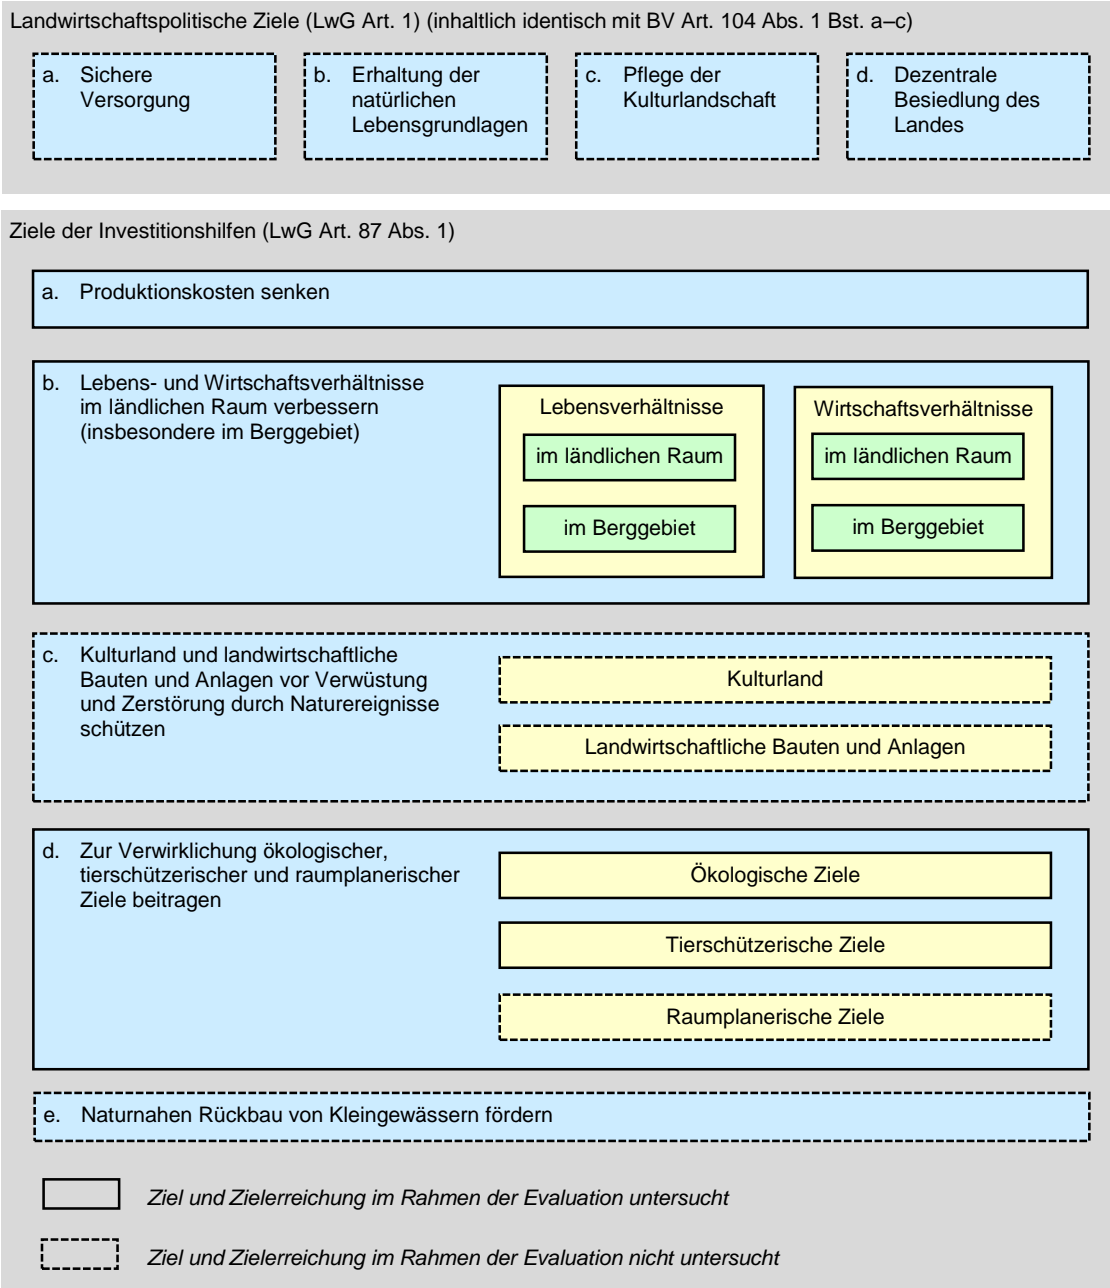 Landwirtschaftspolitische Ziele (LwG Art. 1) (inhaltlich identisch mit BV Art. 104 Abs. 1 Bst. a–c)
a. Sichere
Versorgung
b. Erhaltung der
natürlichen
Lebensgrundlagen
c. Pflege der
Kulturlandschaft
d. Dezentrale
Besiedlung des
Landes
Ziele der Investitionshilfen (LwG Art. 87 Abs. 1)
a. Produktionskosten senken
b. Lebens- und Wirtschaftsverhältnisse
im ländlichen Raum verbessern
(insbesondere im Berggebiet)
Lebensverhältnisse
im ländlichen Raum
im Berggebiet
Wirtschaftsverhältnisse
im ländlichen Raum
im Berggebiet
c. Kulturland und landwirtschaftliche
Bauten und Anlagen vor Verwüstung
und Zerstörung durch Naturereignisse
schützen
Kulturland
Landwirtschaftliche Bauten und Anlagen
d. Zur Verwirklichung ökologischer,
tierschützerischer und raumplanerischer
Ziele beitragen
Ökologische Ziele
Tierschützerische Ziele
Raumplanerische Ziele
e. Naturnahen Rückbau von Kleingewässern fördern
Ziel und Zielerreichung im Rahmen der Evaluation untersucht
Ziel und Zielerreichung im Rahmen der Evaluation nicht untersucht